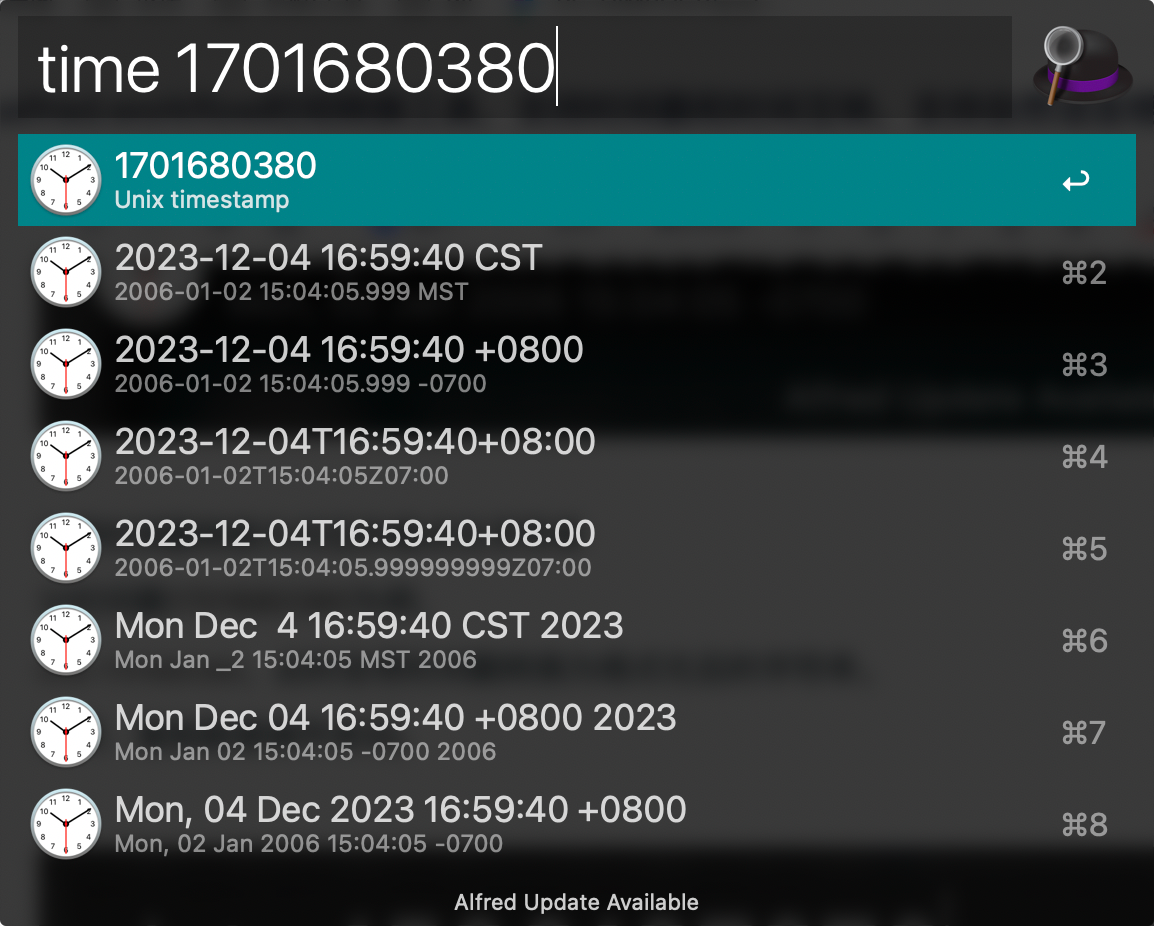 time 1701680380
1701680380
Unix timestamp
2023-12-04 16:59:40 CST
2006-01-02 15:04:05.999 MST
⌘2
2023-12-04 16:59:40 +0800
2006-01-02 15:04:05.999 -0700
⌘3
2023-12-04T16:59:40+08:00
2006-01-02T15:04:05Z07:00
⌘4
2023-12-04T16:59:40+08:00
2006-01-02T15:04:05.999999999Z07:00
⌘5
Mon Dec  4 16:59:40 CST 2023
Mon Jan _2 15:04:05 MST 2006
⌘6
Mon Dec 04 16:59:40 +0800 2023
Mon Jan 02 15:04:05 -0700 2006
⌘7
Mon, 04 Dec 2023 16:59:40 +0800
Mon, 02 Jan 2006 15:04:05 -0700
⌘8
Alfred Update Available